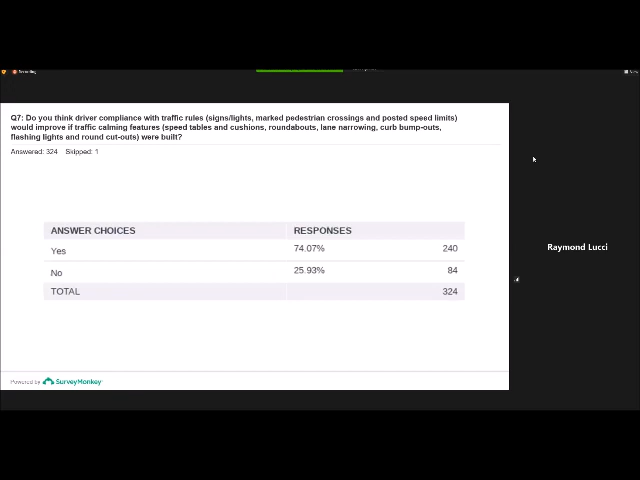 Recording
View
Q7: Do you think driver compliance with traffic rules (signs/lights, marked pedestrian crossings and posted speed limits)
would improve if traffic calming features (speed tables and cushions, roundabouts, lane narrowing, curb bump-outs,
flashing lights and round cut-outs) were built?
Answered: 324 Skipped: 1
ANSWER CHOICES RESPONSES
Yes 74.07% 240
No 25.93% 84
TOTAL 324
Raymond Lucci
Powered by SurveyMonkey